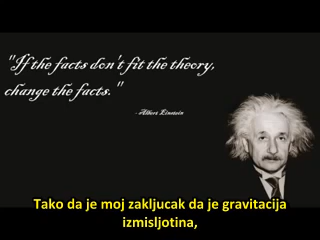 "If the facts don't fit the theory,
change the facts."
- Albert Einstein
Tako da je moj zakljucak da je gravitacija
izmisljotina,